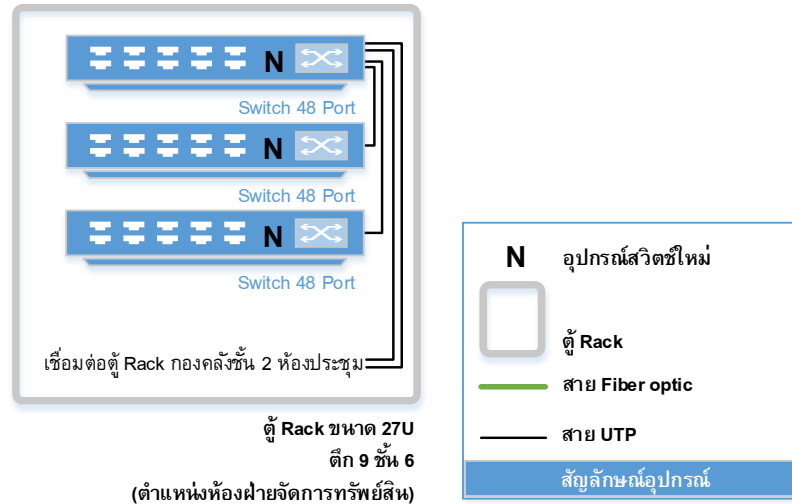 N
Switch 48 Port
N
Switch 48 Port
N
Switch 48 Port
เชื่อมต่อตู้ Rack กองคลังชั้น 2 ห้องประชุม
ตู้ Rack ขนาด 27U
ตึก 9 ชั้น 6
(ตำแหน่งห้องฝ่ายจัดการทรัพย์สิน)
N อุปกรณ์สวิตช์ใหม่
ตู้ Rack
สาย Fiber optic
สาย UTP
สัญลักษณ์อุปกรณ์